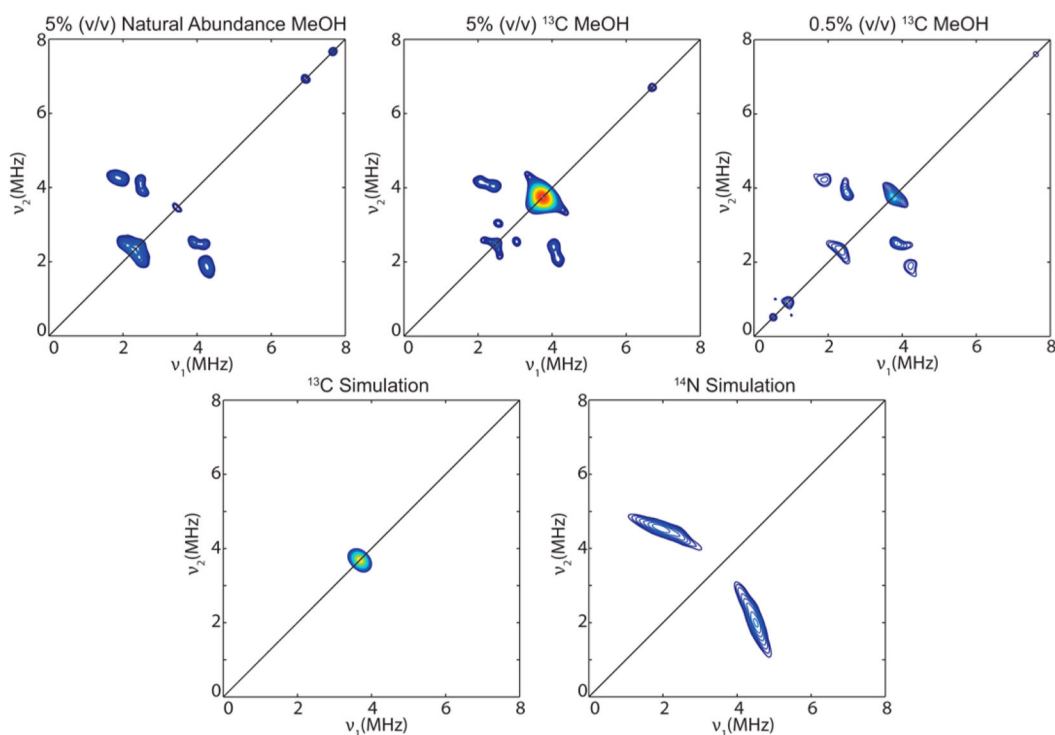 5% (v/v) Natural Abundance MeOH
5% (v/v) ¹³C MeOH
0.5% (v/v) ¹³C MeOH
8
6
4
2
0
ν₂(MHz)
0 2 4 6 8
ν₁(MHz)
8
6
4
2
0
ν₂(MHz)
0 2 4 6 8
ν₁(MHz)
8
6
4
2
0
ν₂(MHz)
0 2 4 6 8
ν₁(MHz)
¹³C Simulation
¹⁴N Simulation
8
6
4
2
0
ν₂(MHz)
0 2 4 6 8
ν₁(MHz)
8
6
4
2
0
ν₂(MHz)
0 2 4 6 8
ν₁(MHz)